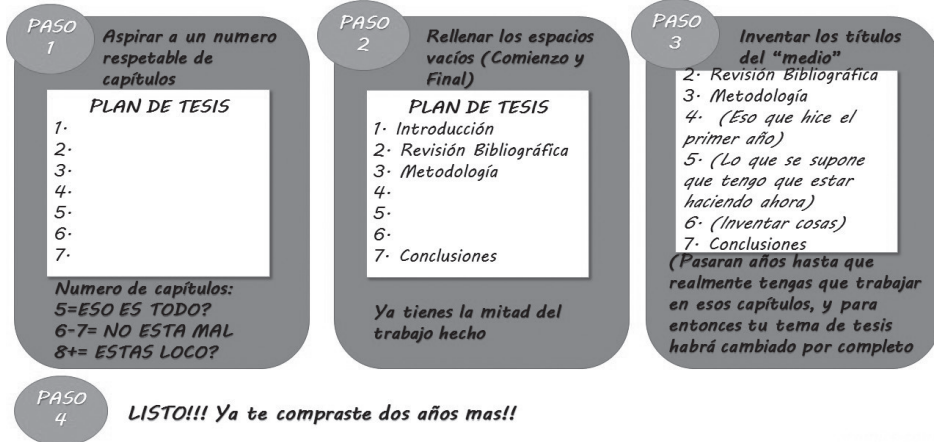 PASO
1
Aspirar a un numero
respetable de
capítulos
PLAN DE TESIS
1.
2.
3.
4.
5.
6.
7.
Numero de capítulos:
5=ESO ES TODO?
6-7= NO ESTA MAL
8+= ESTAS LOCO?
PASO
2
Rellenar los espacios
vacíos (Comienzo y
Final)
PLAN DE TESIS
1. Introducción
2. Revisión Bibliográfica
3. Metodología
4.
5.
6.
7. Conclusiones
Ya tienes la mitad del
trabajo hecho
PASO
3
Inventar los títulos
del “medio”
2. Revisión Bibliográfica
3. Metodología
4. (Eso que hice el
primer año)
5. (Lo que se supone
que tengo que estar
haciendo ahora)
6. (Inventar cosas)
7. Conclusiones
(Pasaran años hasta que
realmente tengas que trabajar
en esos capítulos, y para
entonces tu tema de tesis
habrá cambiado por completo
PASO
4
LISTO!!! Ya te compraste dos años mas!!